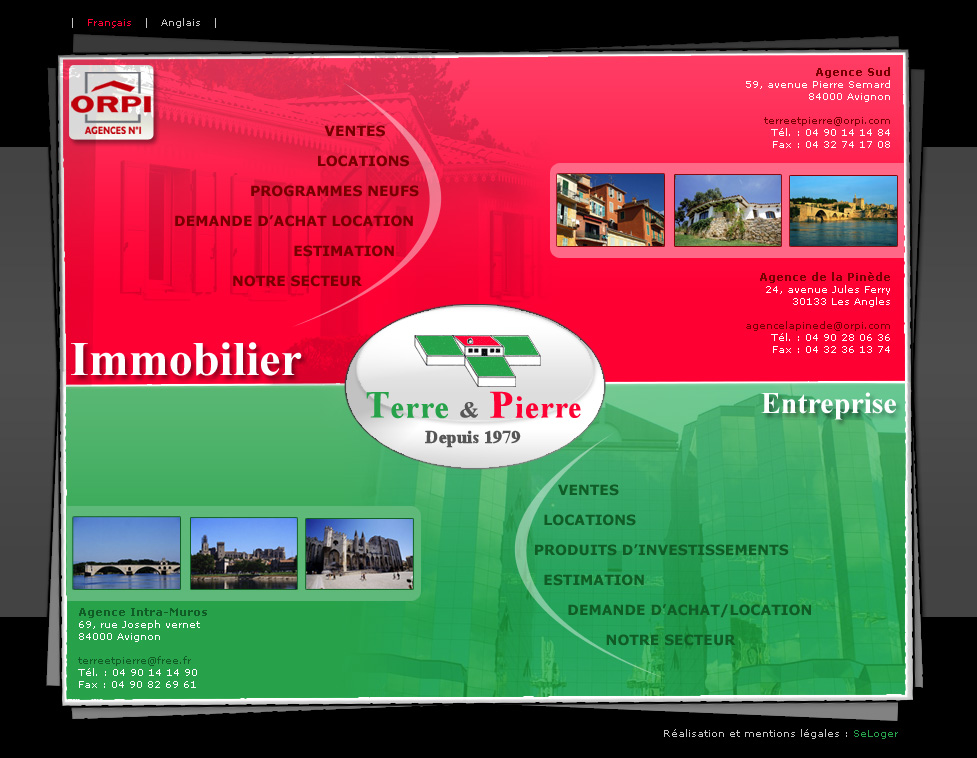 | Français | Anglais |
ORPI
AGENCES N°1
Agence Sud
59, avenue Pierre Semard
84000 Avignon
terreetpierre@orpi.com
Tél. : 04 90 14 14 84
Fax : 04 32 74 17 08
VENTES
LOCATIONS
PROGRAMMES NEUFS
DEMANDE D’ACHAT LOCATION
ESTIMATION
NOTRE SECTEUR
Agence de la Pinède
24, avenue Jules Ferry
30133 Les Angles
agencelapinede@orpi.com
Tél. : 04 90 28 06 36
Fax : 04 32 36 13 74
Immobilier
Terre & Pierre
Depuis 1979
Entreprise
VENTES
LOCATIONS
PRODUITS D’INVESTISSEMENTS
ESTIMATION
DEMANDE D’ACHAT/LOCATION
NOTRE SECTEUR
Agence Intra-Muros
69, rue Joseph vernet
84000 Avignon
terreetpierre@free.fr
Tél. : 04 90 14 14 90
Fax : 04 90 82 69 61
Réalisation et mentions légales : SeLoger